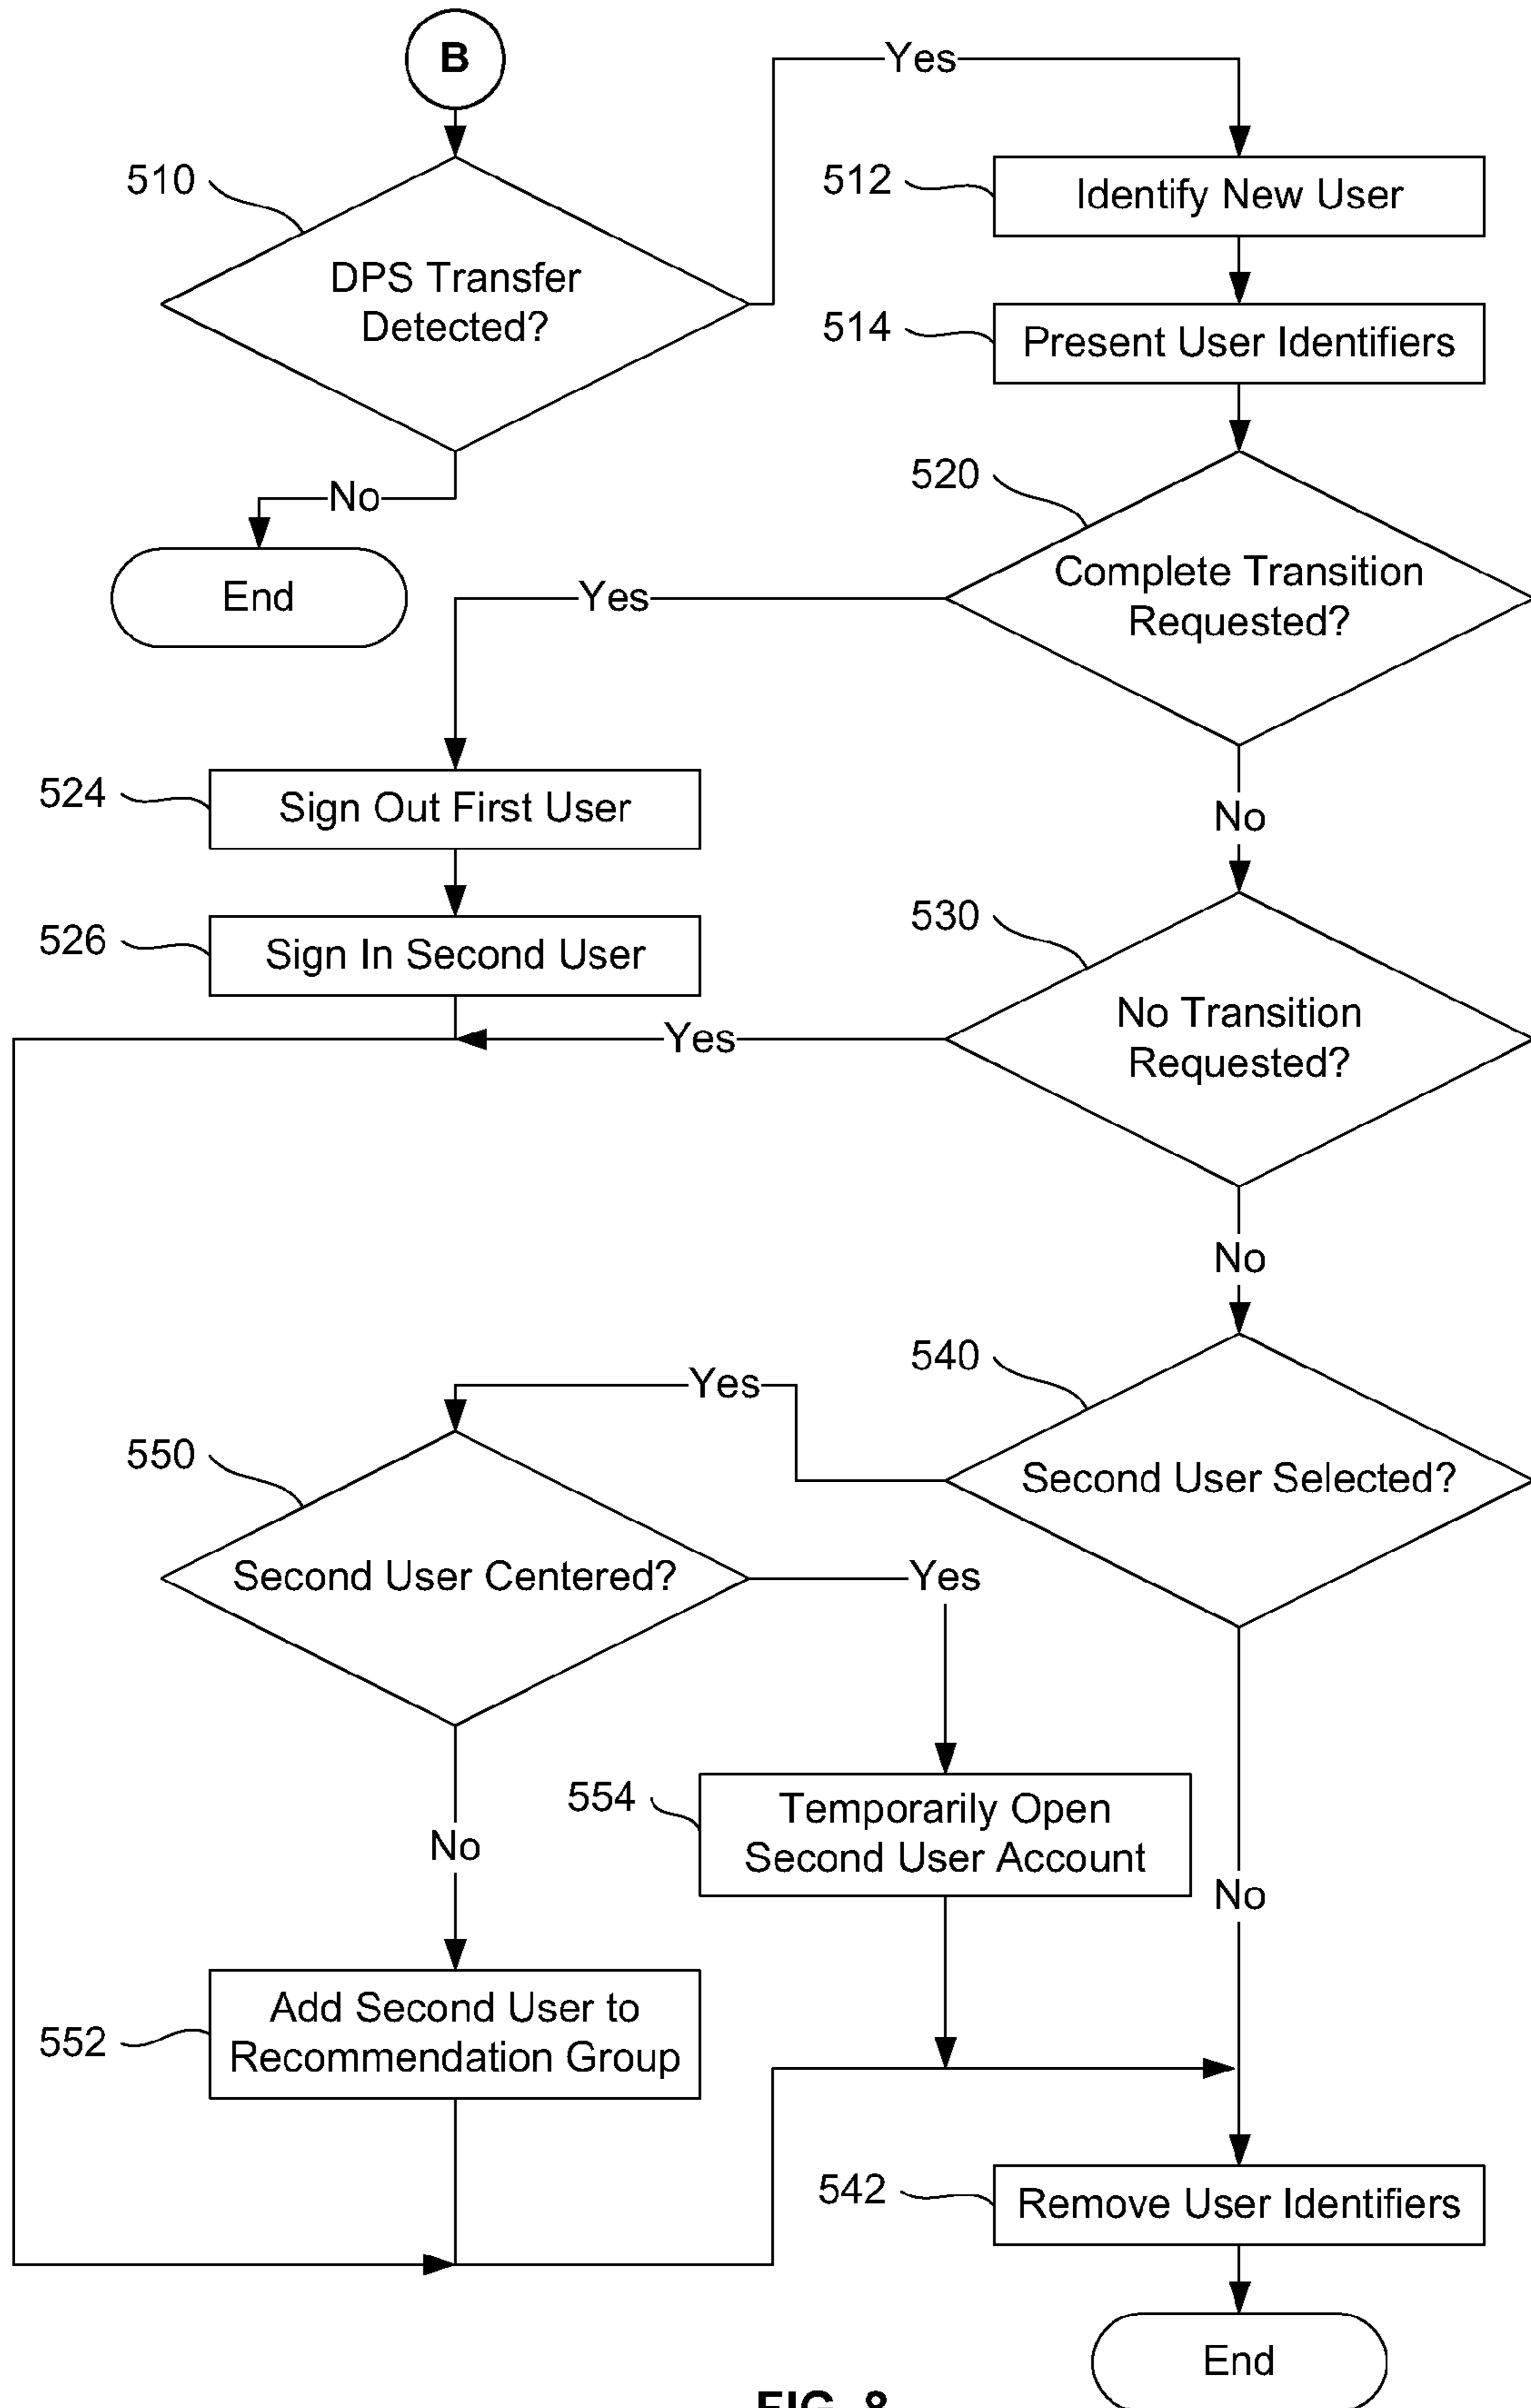 B
Yes
510
DPS Transfer
Detected?
512
Identify New User
514
Present User Identifiers
No
End
520
Complete Transition
Requested?
Yes
524
Sign Out First User
No
526
Sign In Second User
530
No Transition
Requested?
Yes
No
540
Second User Selected?
Yes
550
Second User Centered?
Yes
554
Temporarily Open
Second User Account
No
No
552
Add Second User to
Recommendation Group
542
Remove User Identifiers
End
FIG. 8